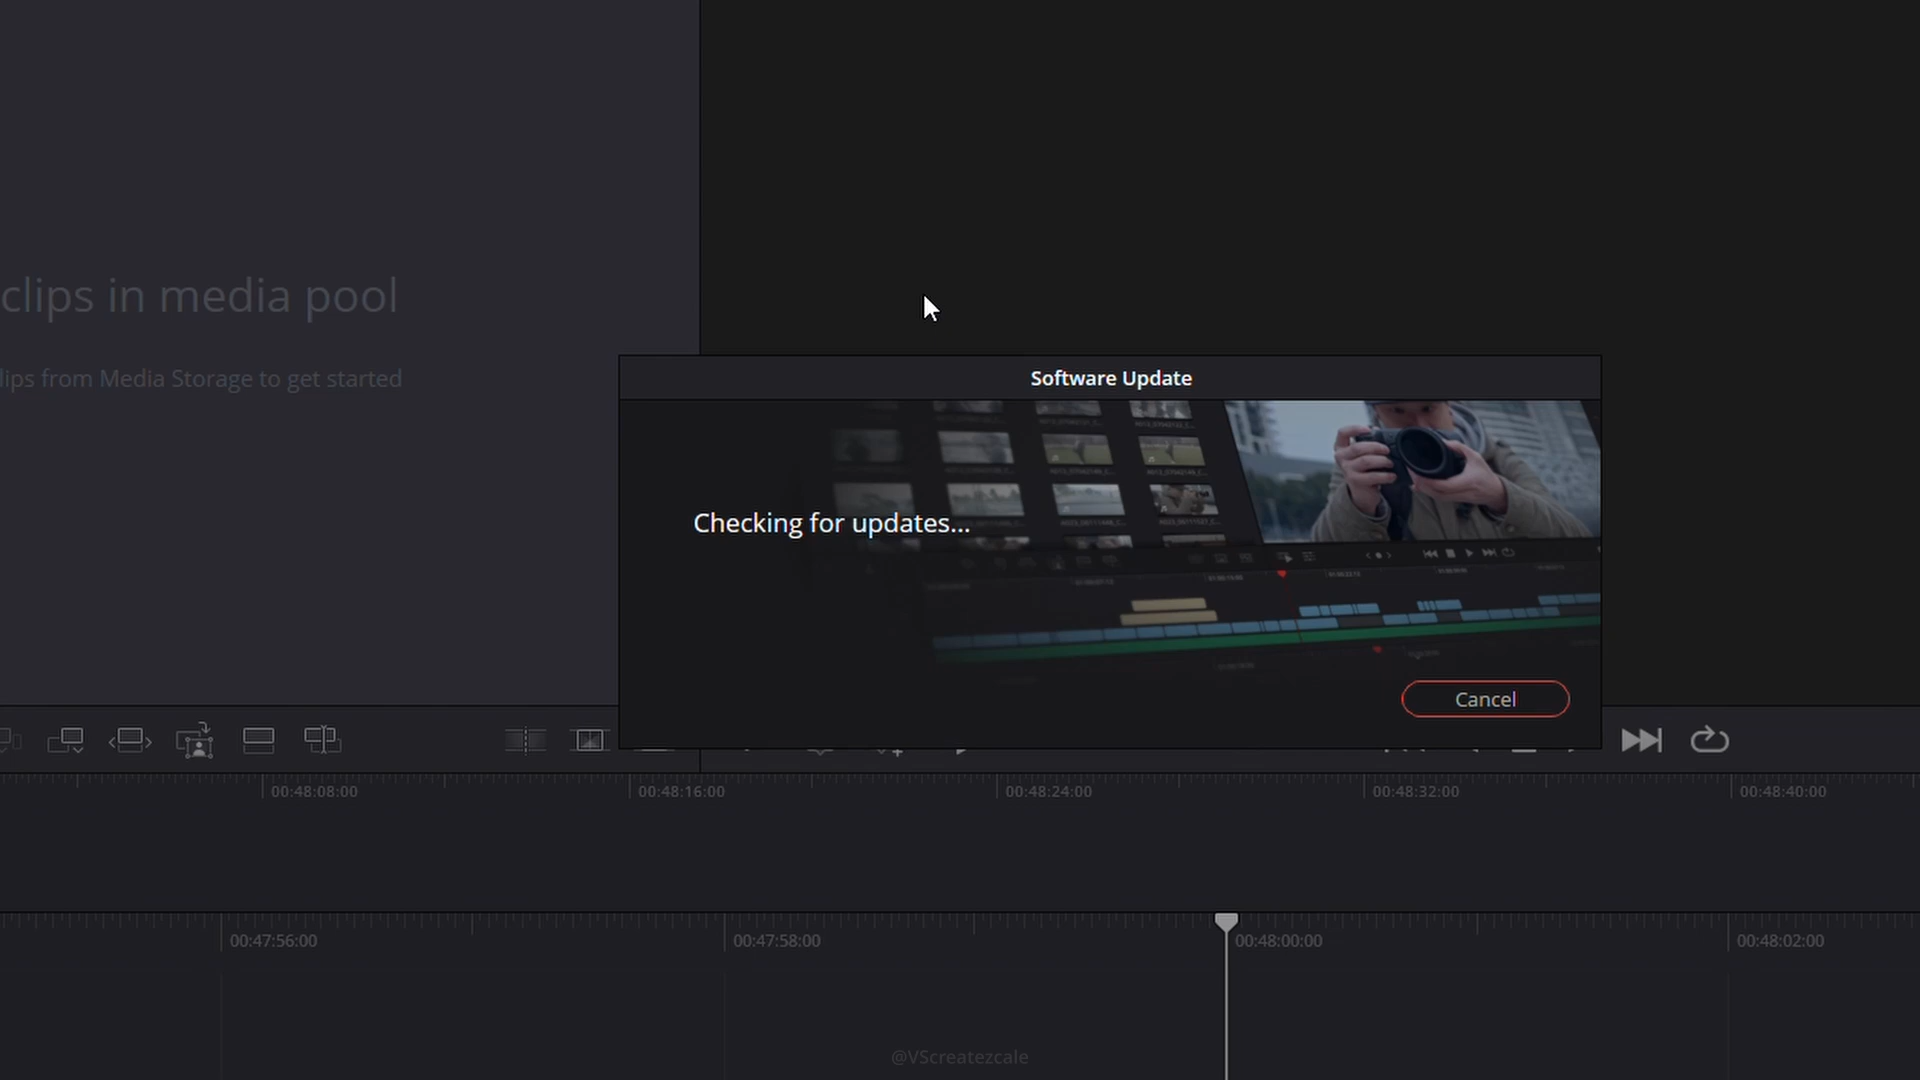 clips in media pool
lips from Media Storage to get started
Software Update
Checking for updates...
Cancel
00:48:08:00
00:48:16:00
00:48:24:00
00:48:32:00
00:48:40:00
00:47:56:00
00:47:58:00
00:48:00:00
00:48:02:00
@VScreatezcale